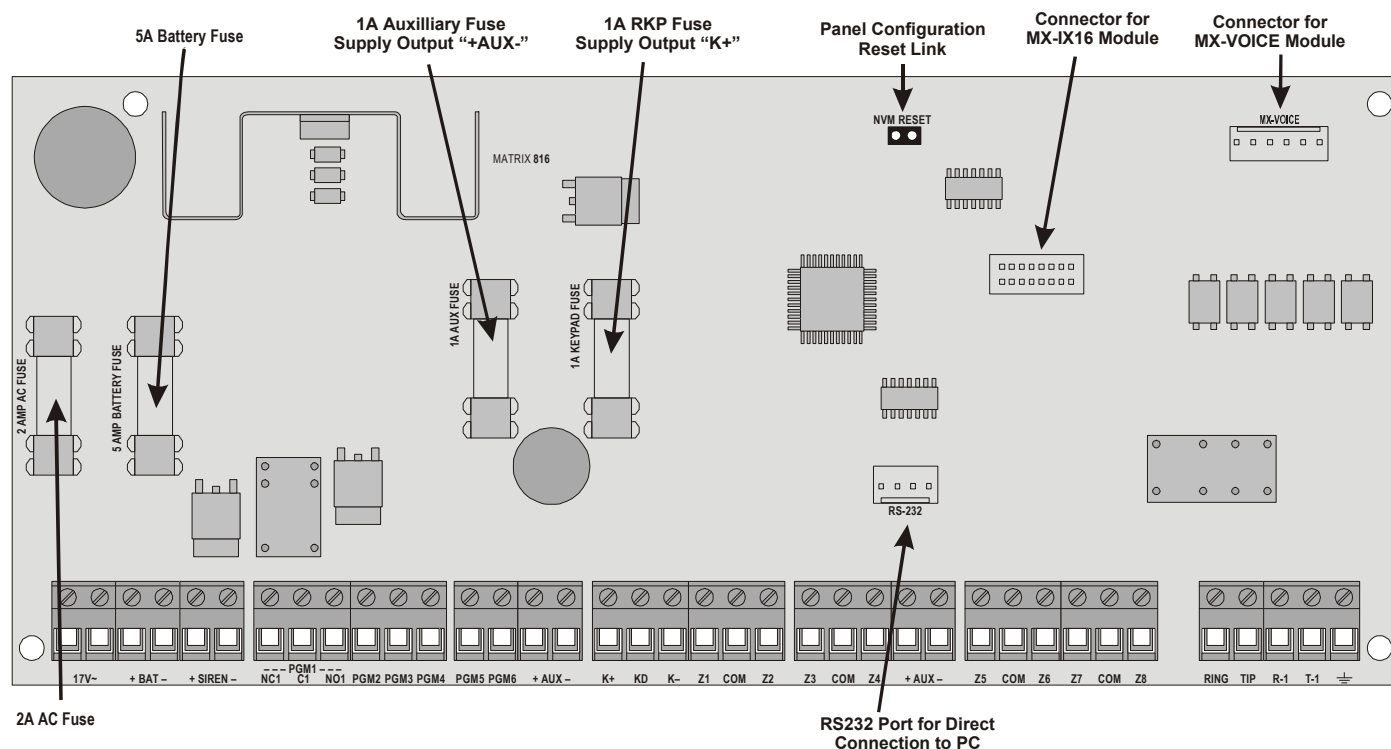 5A Battery Fuse
1A Auxilliary Fuse
Supply Output “+AUX-”
1A RKP Fuse
Supply Output “K+”
Panel Configuration
Reset Link
Connector for
MX-IX16 Module
Connector for
MX-VOICE Module
NVM RESET
MX-VOICE
MATRIX 816
2 AMP AC FUSE
5 AMP BATTERY FUSE
1A AUX FUSE
1A KEYPAD FUSE
RS-232
--- PGM1 ---
17V~ + BAT – + SIREN – NC1 C1 NO1 PGM2 PGM3 PGM4 PGM5 PGM6 + AUX – K+ KD K– Z1 COM Z2 Z3 COM Z4 + AUX – Z5 COM Z6 Z7 COM Z8 RING TIP R-1 T-1
2A AC Fuse
RS232 Port for Direct
Connection to PC